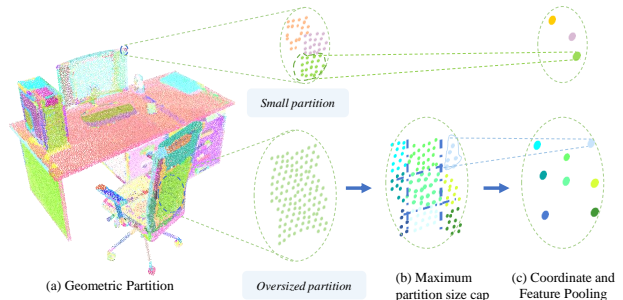 Small partition
Oversized partition
(a) Geometric Partition
(b) Maximum
partition size cap
(c) Coordinate and
Feature Pooling